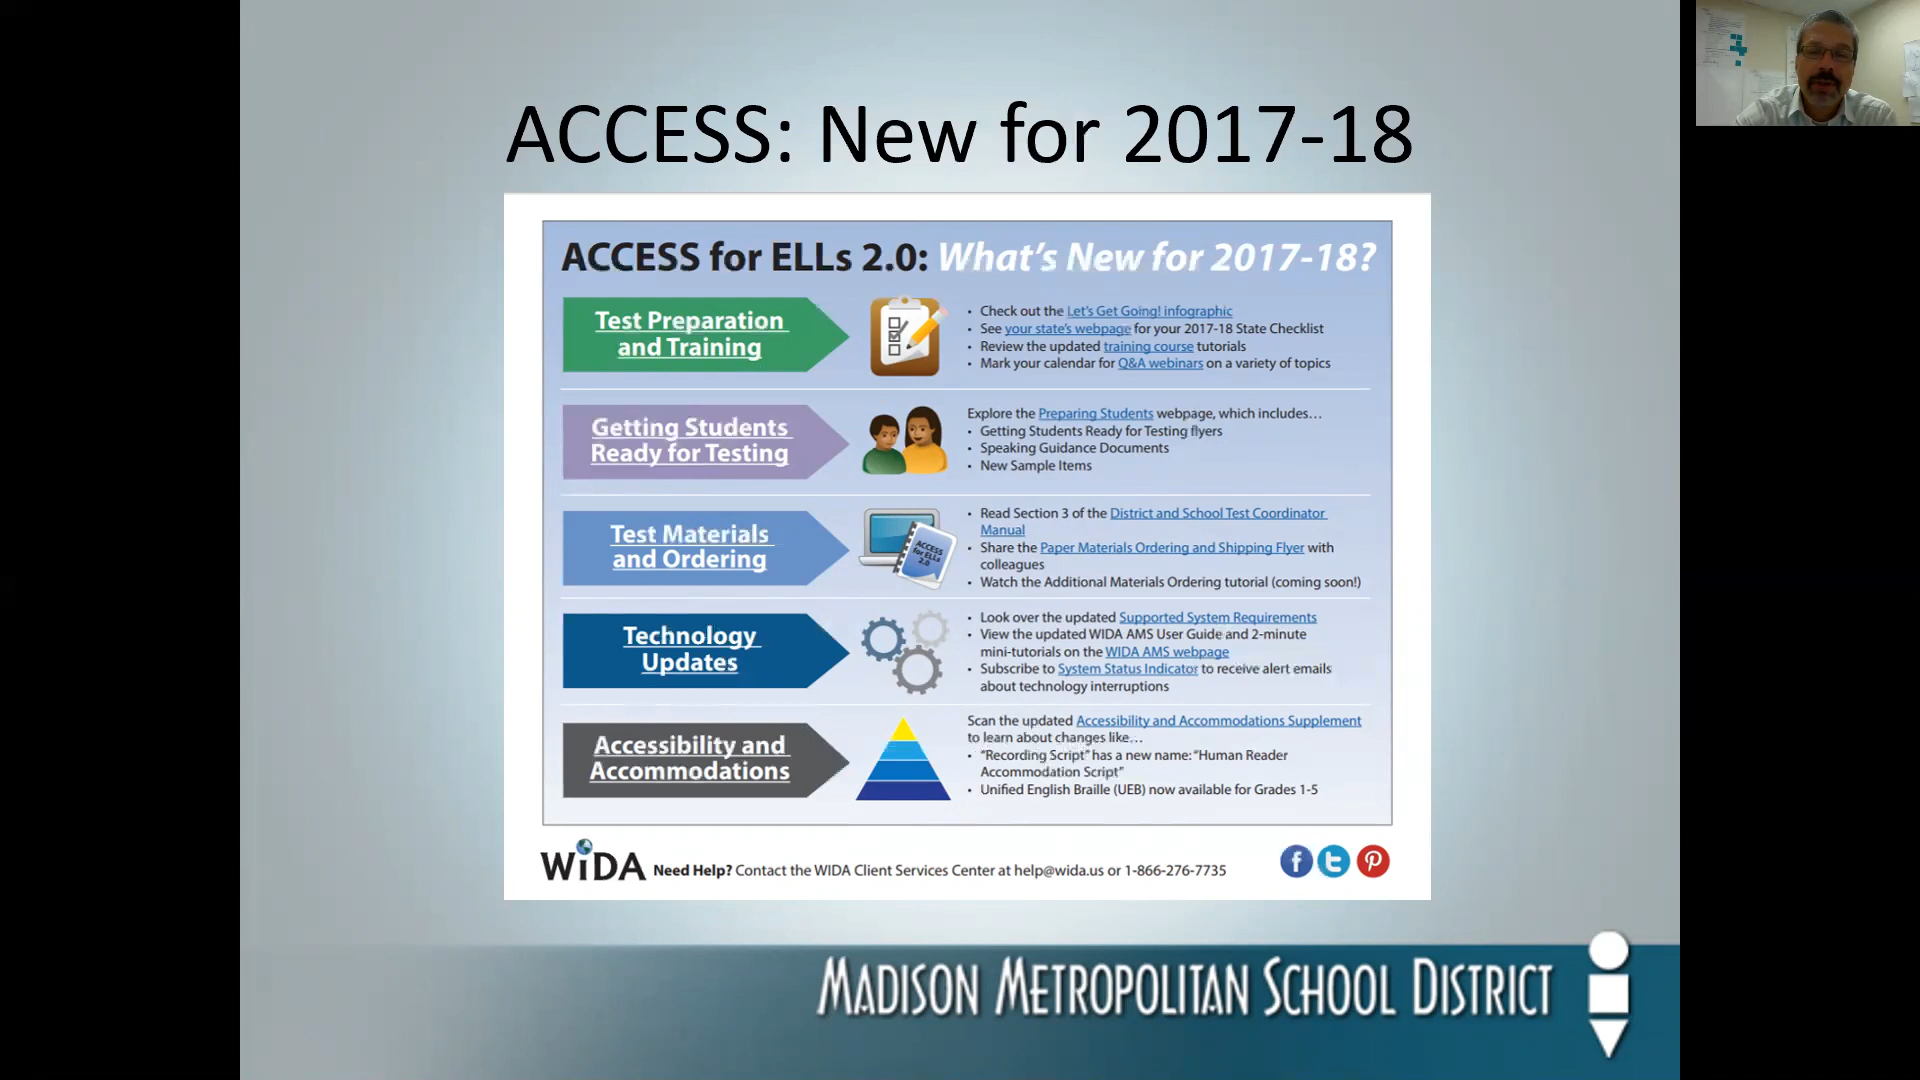 ACCESS: New for 2017-18
ACCESS for ELLs 2.0: What's New for 2017-18?
Test Preparation
and Training
• Check out the Let's Get Going! infographic
• See your state's webpage for your 2017-18 State Checklist
• Review the updated training course tutorials
• Mark your calendar for Q&A webinars on a variety of topics
Getting Students
Ready for Testing
Explore the Preparing Students webpage, which includes…
• Getting Students Ready for Testing flyers
• Speaking Guidance Documents
• New Sample Items
Test Materials
and Ordering
ACCESS
for ELLs
2.0
• Read Section 3 of the District and School Test Coordinator
Manual
• Share the Paper Materials Ordering and Shipping Flyer with
colleagues
• Watch the Additional Materials Ordering tutorial (coming soon!)
Technology
Updates
• Look over the updated Supported System Requirements
• View the updated WIDA AMS User Guide and 2-minute
mini-tutorials on the WIDA AMS webpage
• Subscribe to System Status Indicator to receive alert emails
about technology interruptions
Accessibility and
Accommodations
Scan the updated Accessibility and Accommodations Supplement
to learn about changes like…
• "Recording Script" has a new name: "Human Reader
Accommodation Script"
• Unified English Braille (UEB) now available for Grades 1-5
WIDA Need Help? Contact the WIDA Client Services Center at help@wida.us or 1-866-276-7735
MADISON METROPOLITAN SCHOOL DISTRICT